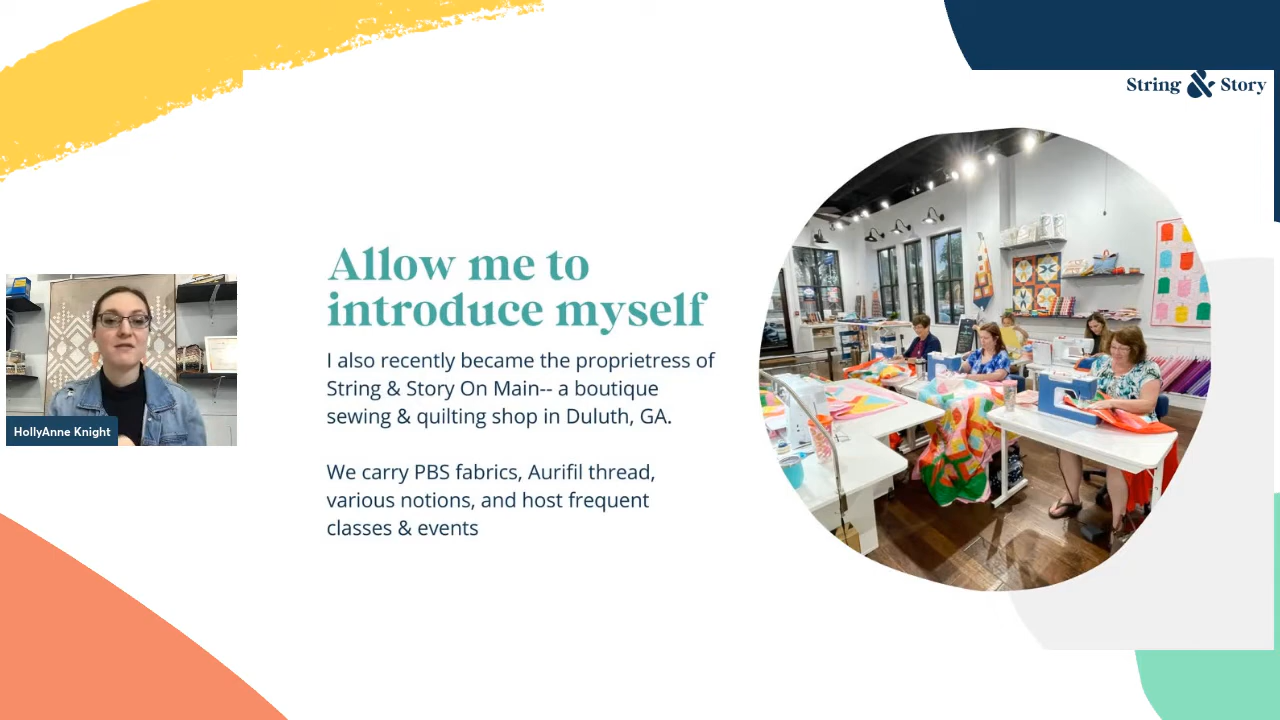 String & Story
Allow me to
introduce myself
I also recently became the proprietress of
String & Story On Main-- a boutique
sewing & quilting shop in Duluth, GA.
We carry PBS fabrics, Aurifil thread,
various notions, and host frequent
classes & events
HollyAnne Knight